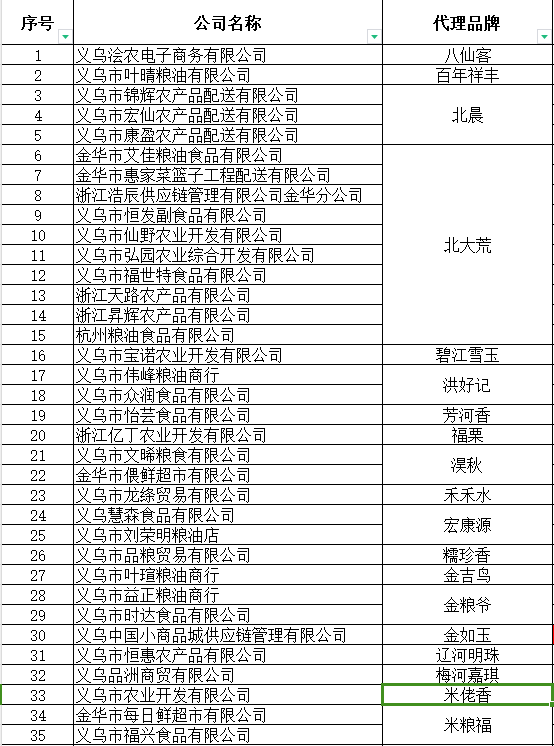 序号 公司名称 代理品牌
1 义乌浍农电子商务有限公司 八仙客
2 义乌市叶晴粮油有限公司 百年祥丰
3 义乌市锦辉农产品配送有限公司
4 义乌市宏仙农产品配送有限公司 北晨
5 义乌市康盈农产品配送有限公司
6 金华市艾佳粮油食品有限公司
7 金华市惠家菜篮子工程配送有限公司
8 浙江浩辰供应链管理有限公司金华分公司
9 义乌市恒发副食品有限公司
10 义乌市仙野农业开发有限公司 北大荒
11 义乌市弘园农业综合开发有限公司
12 义乌市福世特食品有限公司
13 浙江天路农产品有限公司
14 浙江昇辉农产品有限公司
15 杭州粮油食品有限公司
16 义乌市宝诺农业开发有限公司 碧江雪玉
17 义乌市伟峰粮油商行 洪好记
18 义乌市众润食品有限公司
19 义乌市怡芸食品有限公司 芳河香
20 浙江亿丁农业开发有限公司 福栗
21 义乌市文晞粮食有限公司 淏秋
22 金华市偎鲜超市有限公司
23 义乌市龙绦贸易有限公司 禾禾水
24 义乌慧森食品有限公司 宏康源
25 义乌市刘荣明粮油店
26 义乌市品粮贸易有限公司 糯珍香
27 义乌市叶瑄粮油商行 金吉鸟
28 义乌市益正粮油商行 金粮爷
29 义乌市时达食品有限公司
30 义乌中国小商品城供应链管理有限公司 金如玉
31 义乌市恒惠农产品有限公司 辽河明珠
32 义乌品洲商贸有限公司 梅河嘉琪
33 义乌市农业开发有限公司 米佬香
34 金华市每日鲜超市有限公司 米粮福
35 义乌市福兴食品有限公司